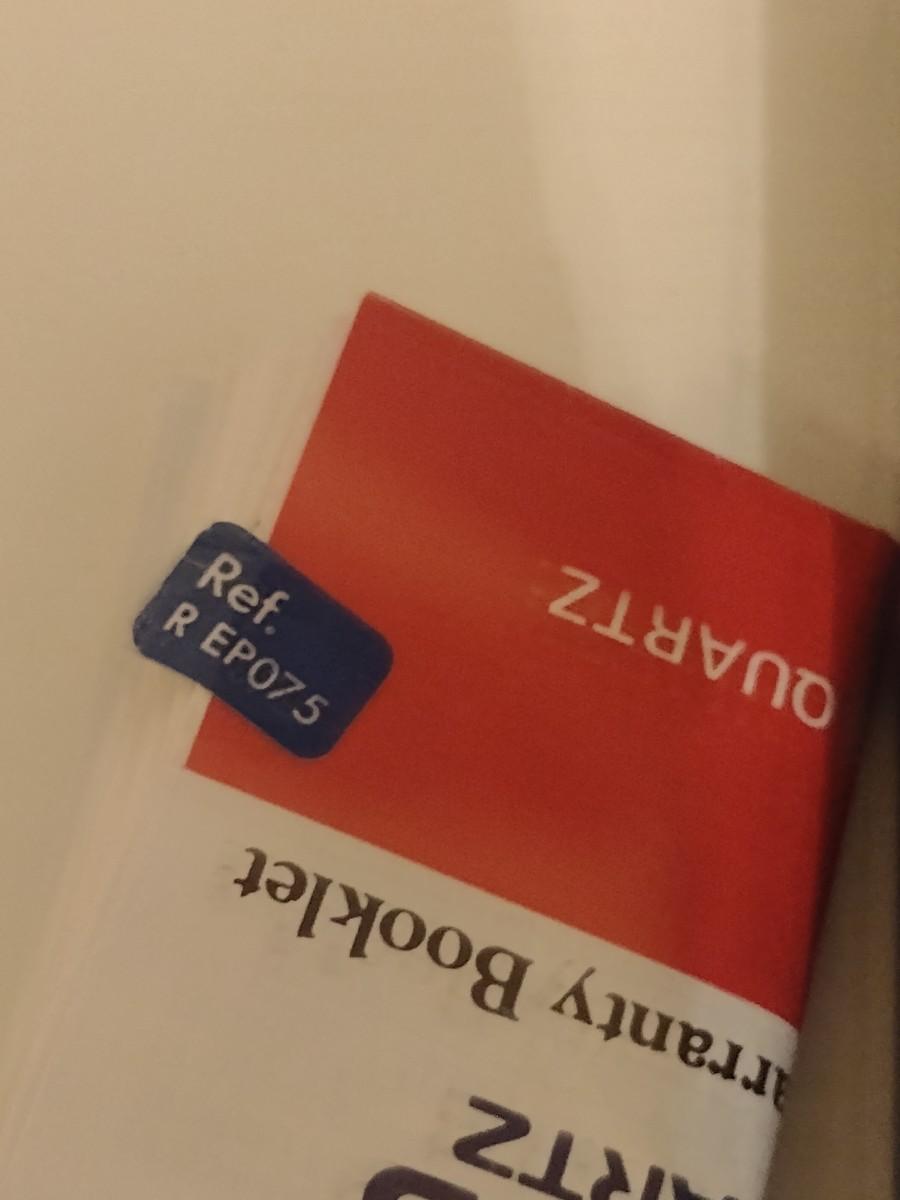 Ref.
R EP075
QUARTZ
arranty Booklet
ARTZ